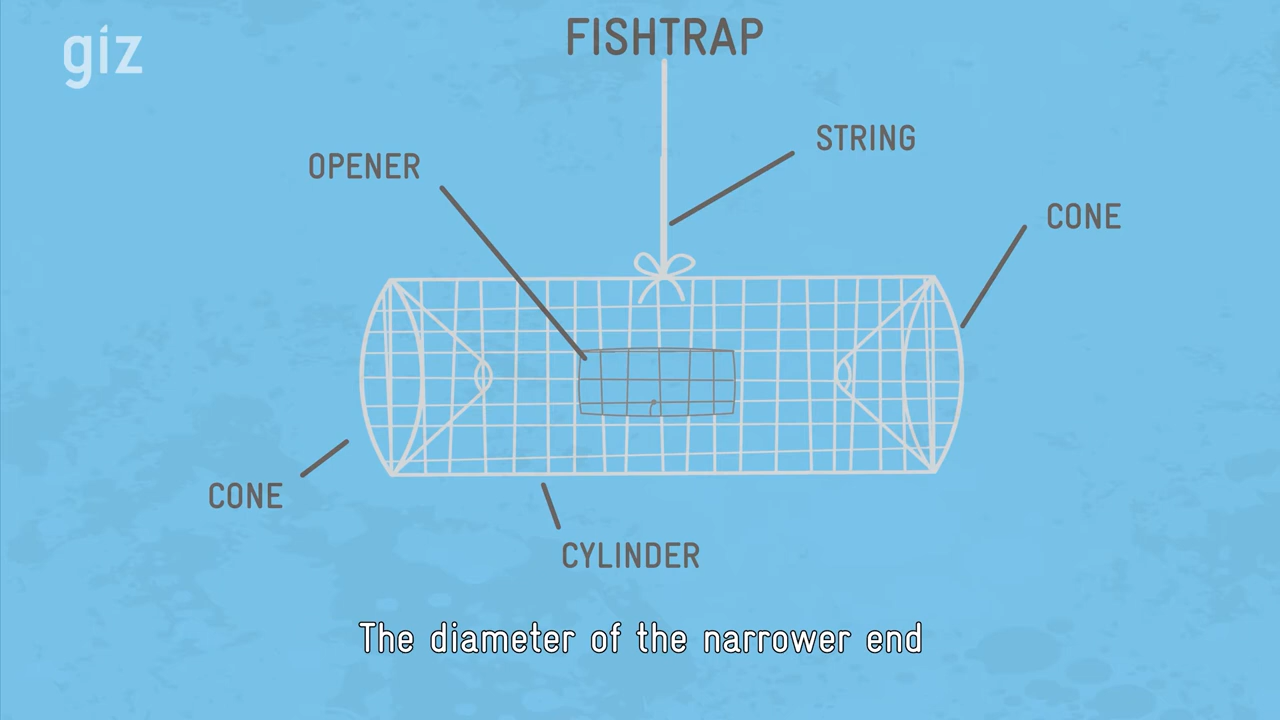 giz
FISHTRAP
STRING
OPENER
CONE
CONE
CYLINDER
The diameter of the narrower end